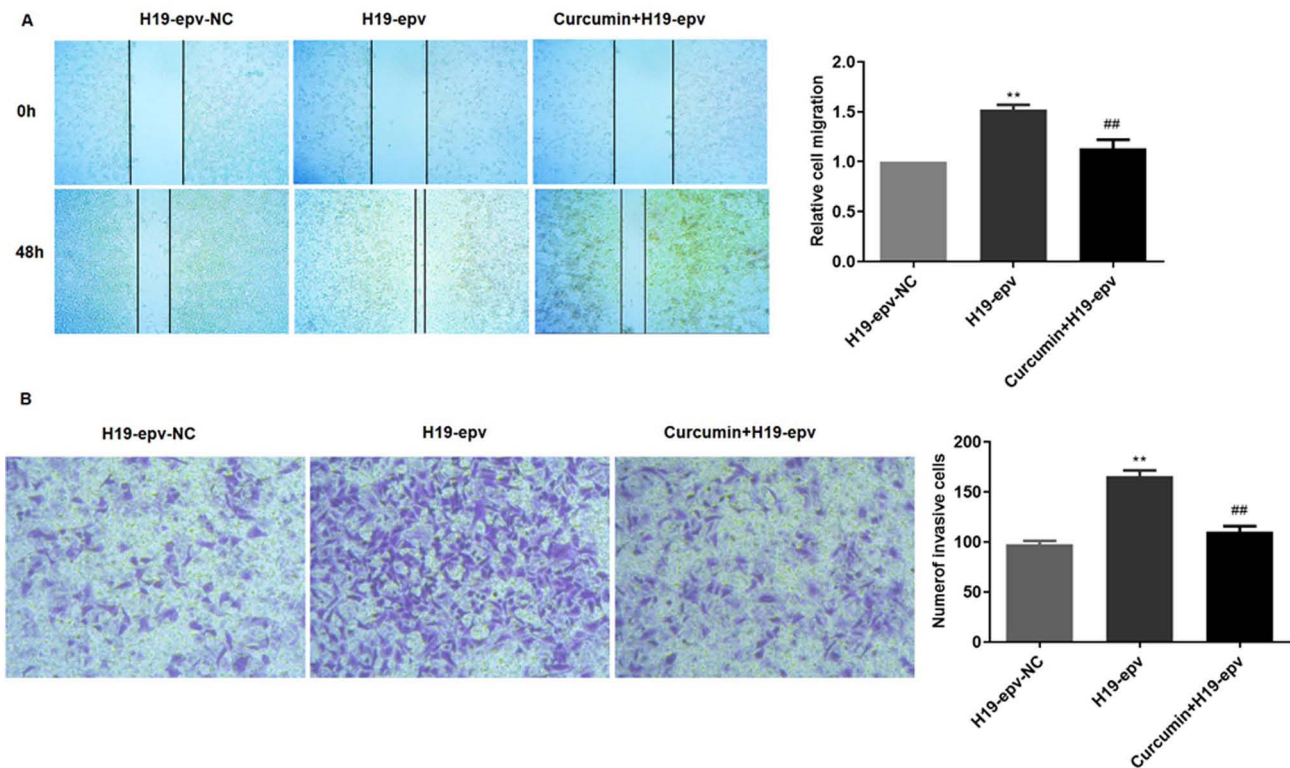 A
H19-epv-NC H19-epv Curcumin+H19-epv
0h
48h
Relative cell migration
2.0
1.5
1.0
0.5
0.0
**
##
H19-epv-NC
H19-epv
Curcumin+H19-epv
B
H19-epv-NC H19-epv Curcumin+H19-epv
Numerof invasive cells
200
150
100
50
0
**
##
H19-epv-NC
H19-epv
Curcumin+H19-epv